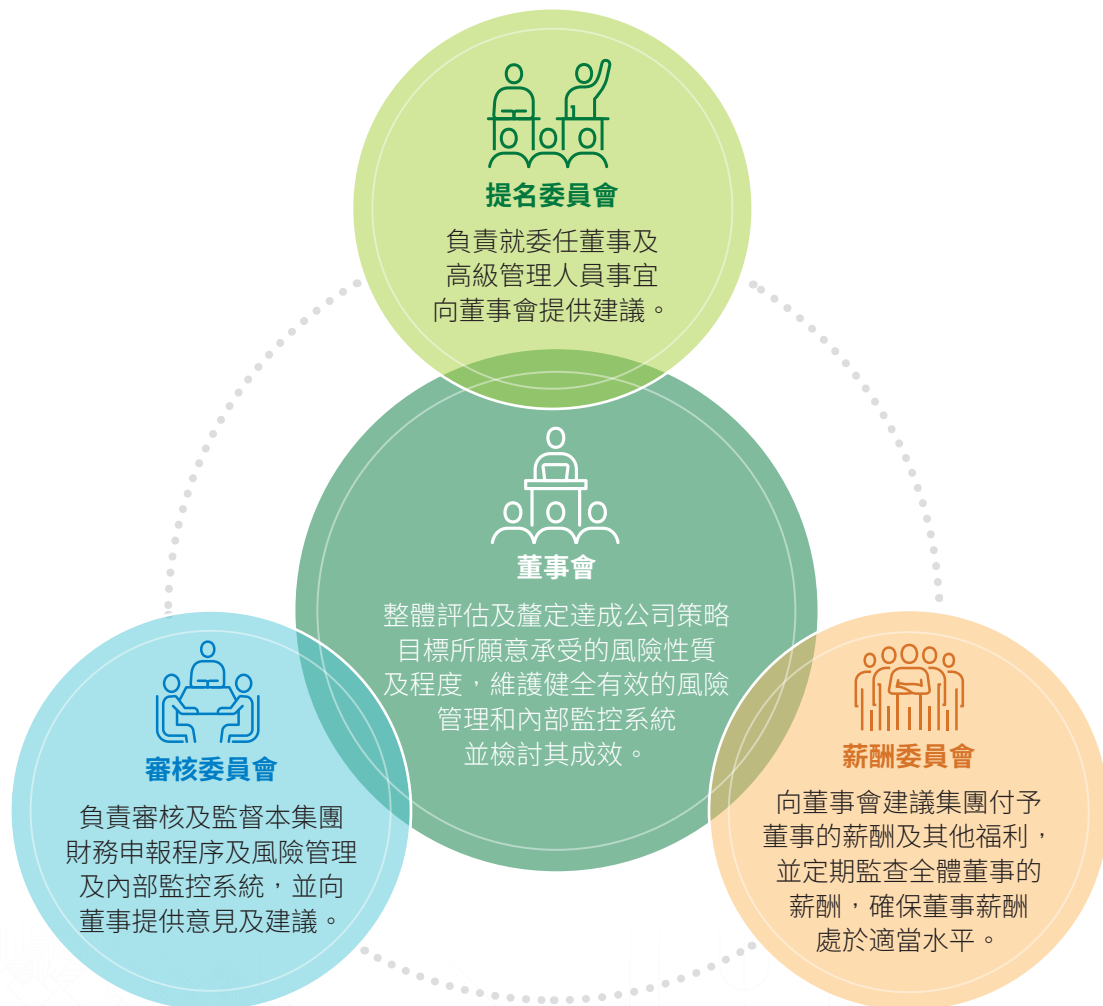 提名委員會
負責就委任董事及
高級管理人員事宜
向董事會提供建議。
董事會
整體評估及釐定達成公司策略
目標所願意承受的風險性質
及程度，維護健全有效的風險
管理和內部監控系統
並檢討其成效。
審核委員會
負責審核及監督本集團
財務申報程序及風險管理
及內部監控系統，並向
董事提供意見及建議。
薪酬委員會
向董事會建議集團付予
董事的薪酬及其他福利，
並定期監查全體董事的
薪酬，確保董事薪酬
處於適當水平。